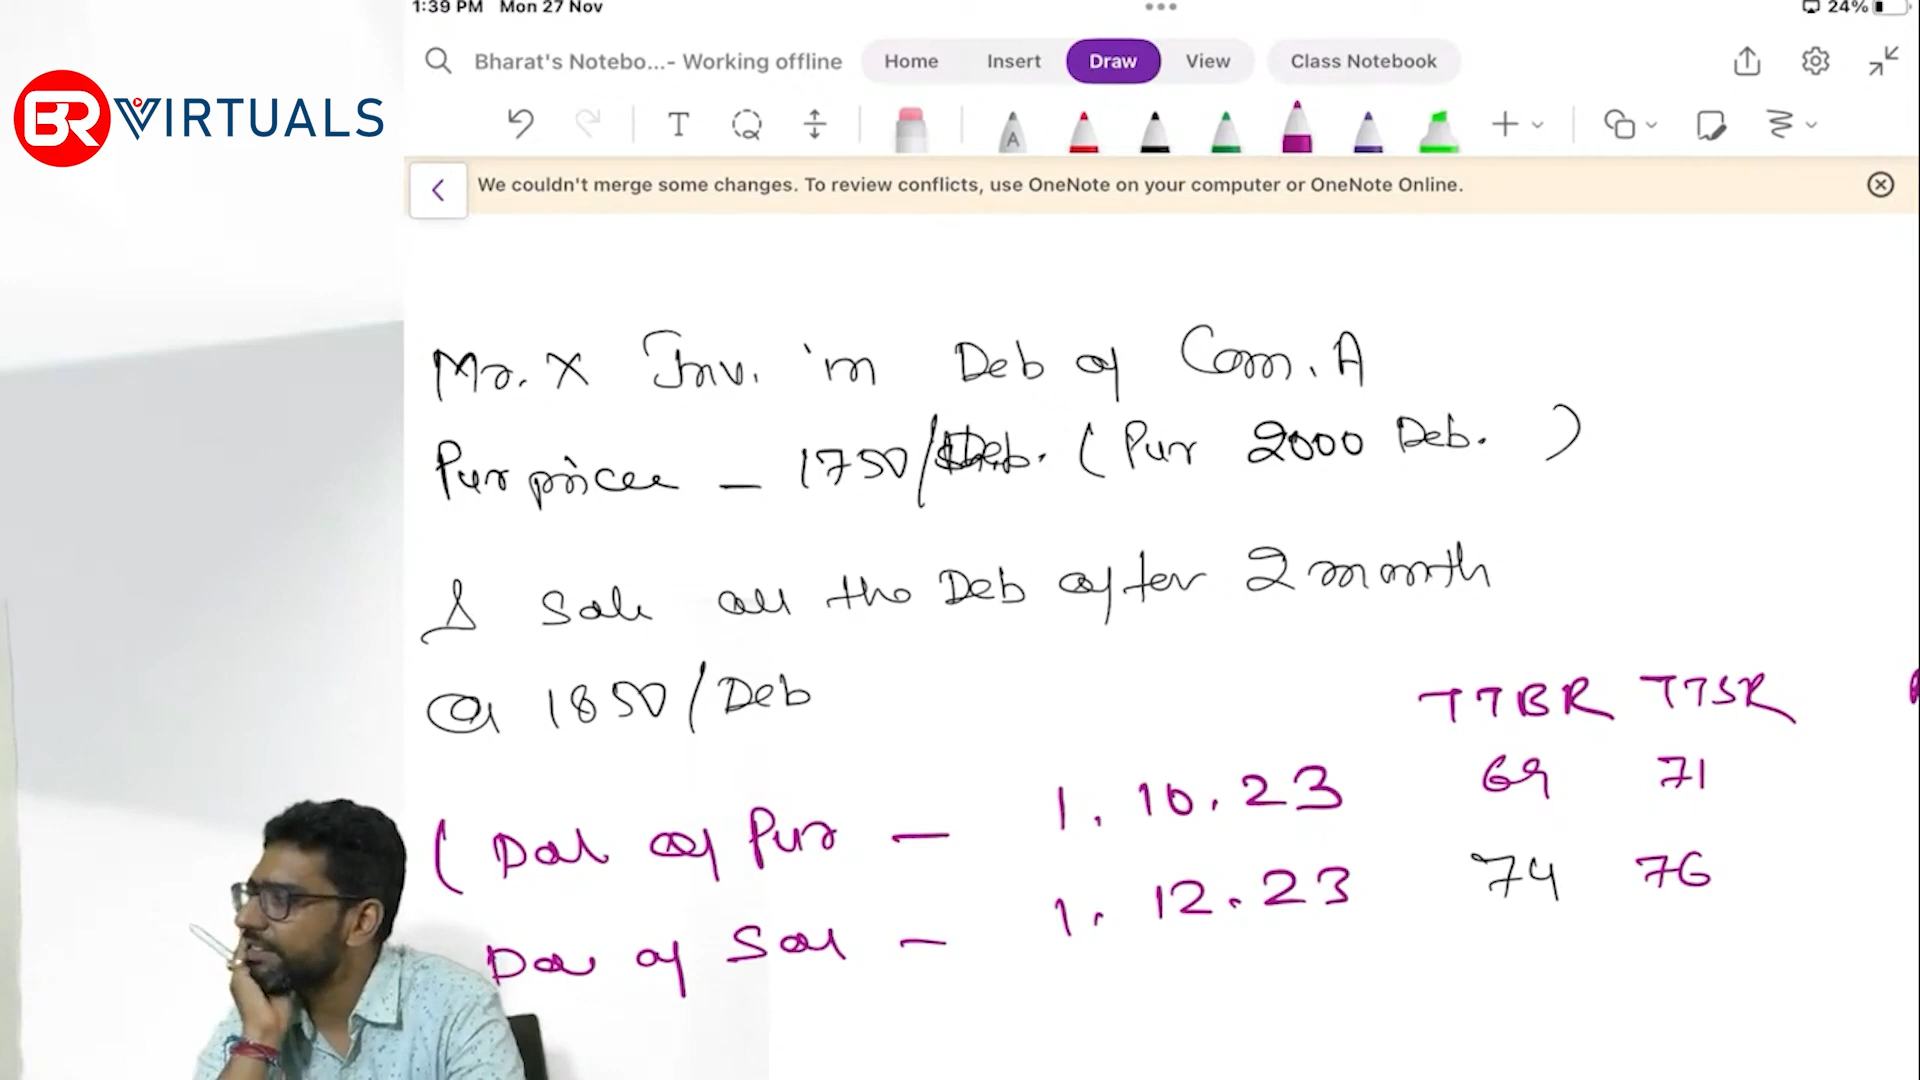 1:39 PM Mon 27 Nov
24%
BR VIRTUALS
Bharat's Notebo...- Working offline
Home Insert Draw View Class Notebook
T
A
We couldn't merge some changes. To review conflicts, use OneNote on your computer or OneNote Online.
Mr. X Inv. in Deb of Com. A
Pur price - 1750/Deb. (Pur 2000 Deb. )
& Sale all the Deb after 2 month
@ 1850/Deb
TTBR TTSR
(Dat of Pur - 1. 10. 23 69 71
Dat of Sal - 1. 12. 23 74 76